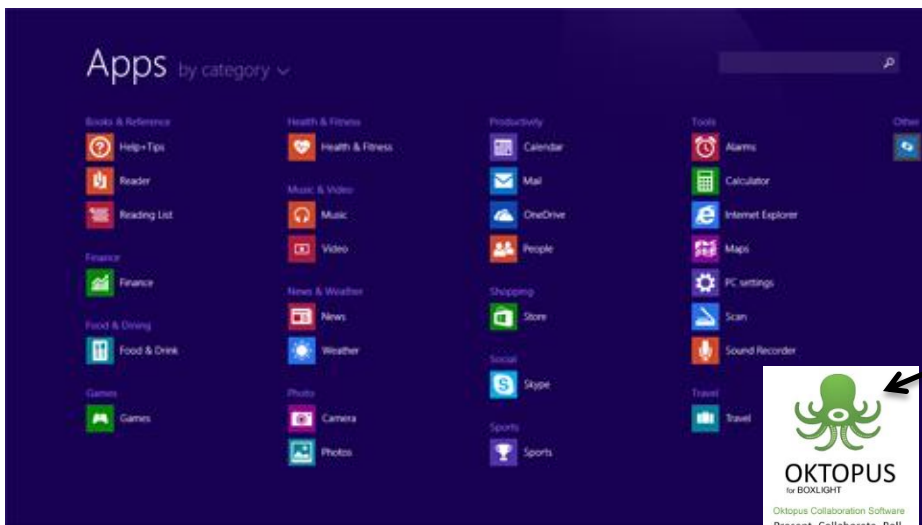 Apps by category
Books & Reference
Help+Tips
Reader
Reading List
Finance
Finance
Food & Dining
Food & Drink
Games
Games
Health & Fitness
Health & Fitness
Music & Video
Music
Video
News & Weather
News
Weather
Photo
Camera
Photos
Productivity
Calendar
Mail
OneDrive
People
Shopping
Store
Social
Skype
Sports
Sports
Tools
Alarms
Calculator
Internet Explorer
Maps
PC settings
Scan
Sound Recorder
Travel
Travel
Other
OKTOPUS
for BOXLIGHT
Oktopus Collaboration Software
Present Collaborate Poll